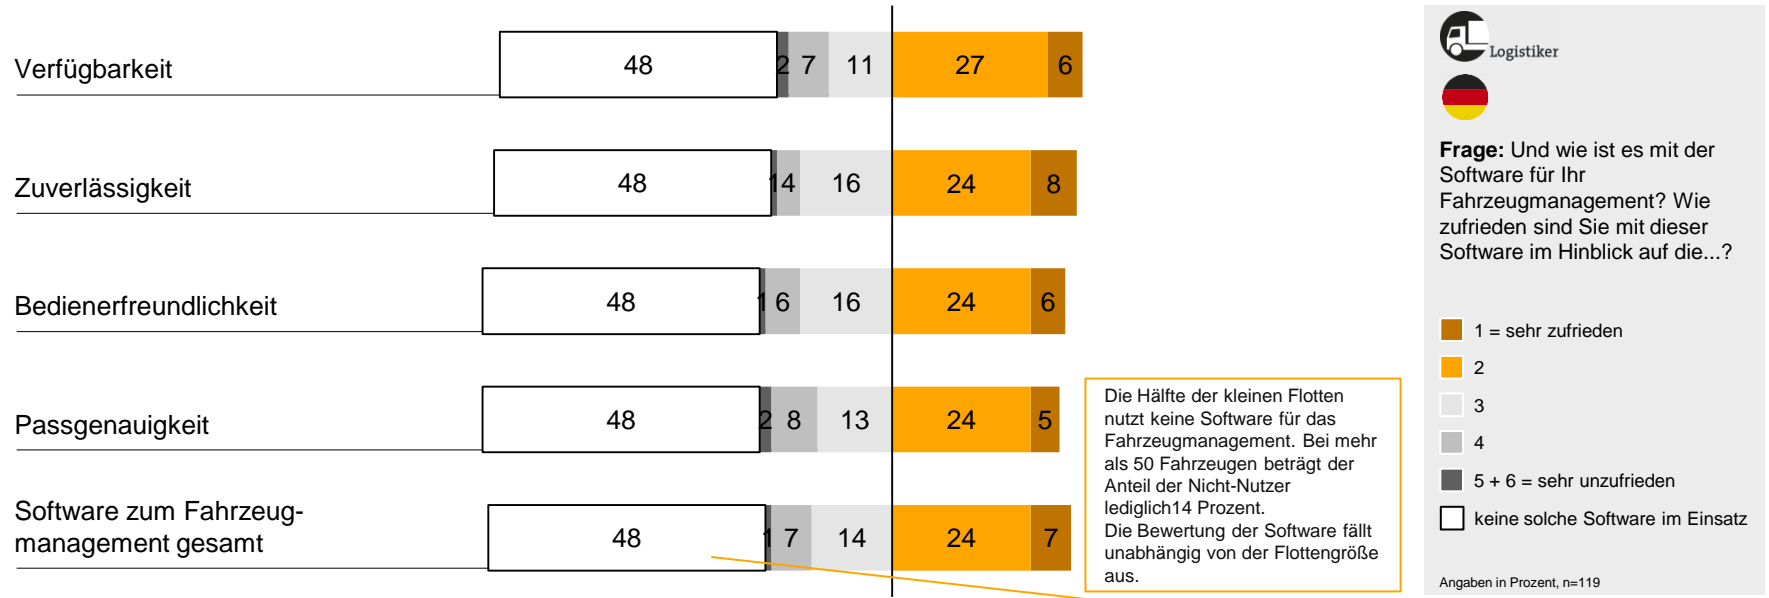 Verfügbarkeit
48 2 7 11 27 6
Zuverlässigkeit
48 1 4 16 24 8
Bedienerfreundlichkeit
48 1 6 16 24 6
Passgenauigkeit
48 2 8 13 24 5
Software zum Fahrzeug-
management gesamt
48 1 7 14 24 7
Die Hälfte der kleinen Flotten
nutzt keine Software für das
Fahrzeugmanagement. Bei mehr
als 50 Fahrzeugen beträgt der
Anteil der Nicht-Nutzer
lediglich14 Prozent.
Die Bewertung der Software fällt
unabhängig von der Flottengröße
aus.
Logistiker
Frage: Und wie ist es mit der
Software für Ihr
Fahrzeugmanagement? Wie
zufrieden sind Sie mit dieser
Software im Hinblick auf die...?
1 = sehr zufrieden
2
3
4
5 + 6 = sehr unzufrieden
keine solche Software im Einsatz
Angaben in Prozent, n=119